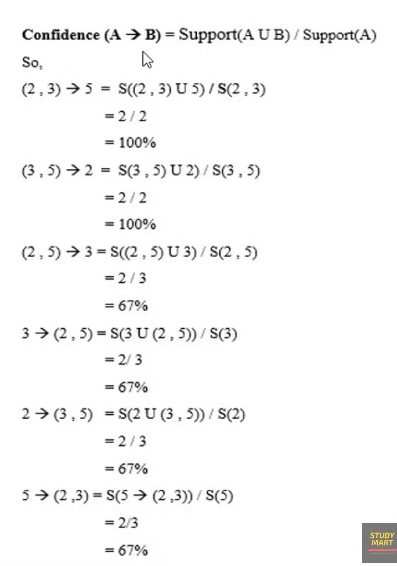 Confidence (A → B) = Support(A U B) / Support(A)
So,
(2 , 3) → 5 = S((2 , 3) U 5) / S(2 , 3)
= 2 / 2
= 100%
(3 , 5) → 2 = S(3 , 5) U 2) / S(3 , 5)
= 2 / 2
= 100%
(2 , 5) → 3 = S((2 , 5) U 3) / S(2 , 5)
= 2 / 3
= 67%
3 → (2 , 5) = S(3 U (2 , 5)) / S(3)
= 2/ 3
= 67%
2 → (3 , 5) = S(2 U (3 , 5)) / S(2)
= 2 / 3
= 67%
5 → (2 ,3) = S(5 → (2 ,3)) / S(5)
= 2/3
= 67%
STUDY
MART